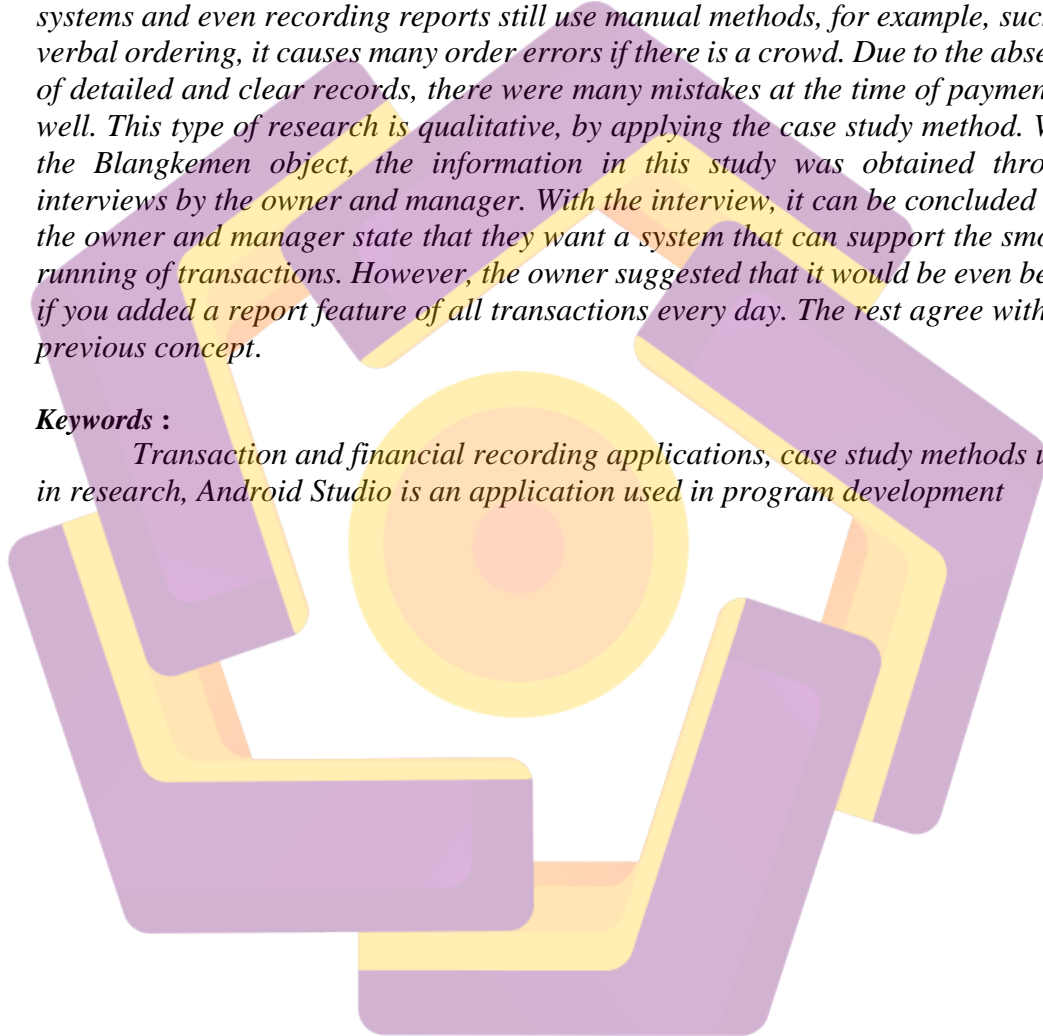 systems and even recording reports still use manual methods, for example, such
verbal ordering, it causes many order errors if there is a crowd. Due to the abse
of detailed and clear records, there were many mistakes at the time of paymen
well. This type of research is qualitative, by applying the case study method. W
the Blangkemen object, the information in this study was obtained thro
interviews by the owner and manager. With the interview, it can be concluded
the owner and manager state that they want a system that can support the smo
running of transactions. However, the owner suggested that it would be even be
if you added a report feature of all transactions every day. The rest agree with
previous concept.
Keywords :
Transaction and financial recording applications, case study methods u
in research, Android Studio is an application used in program development